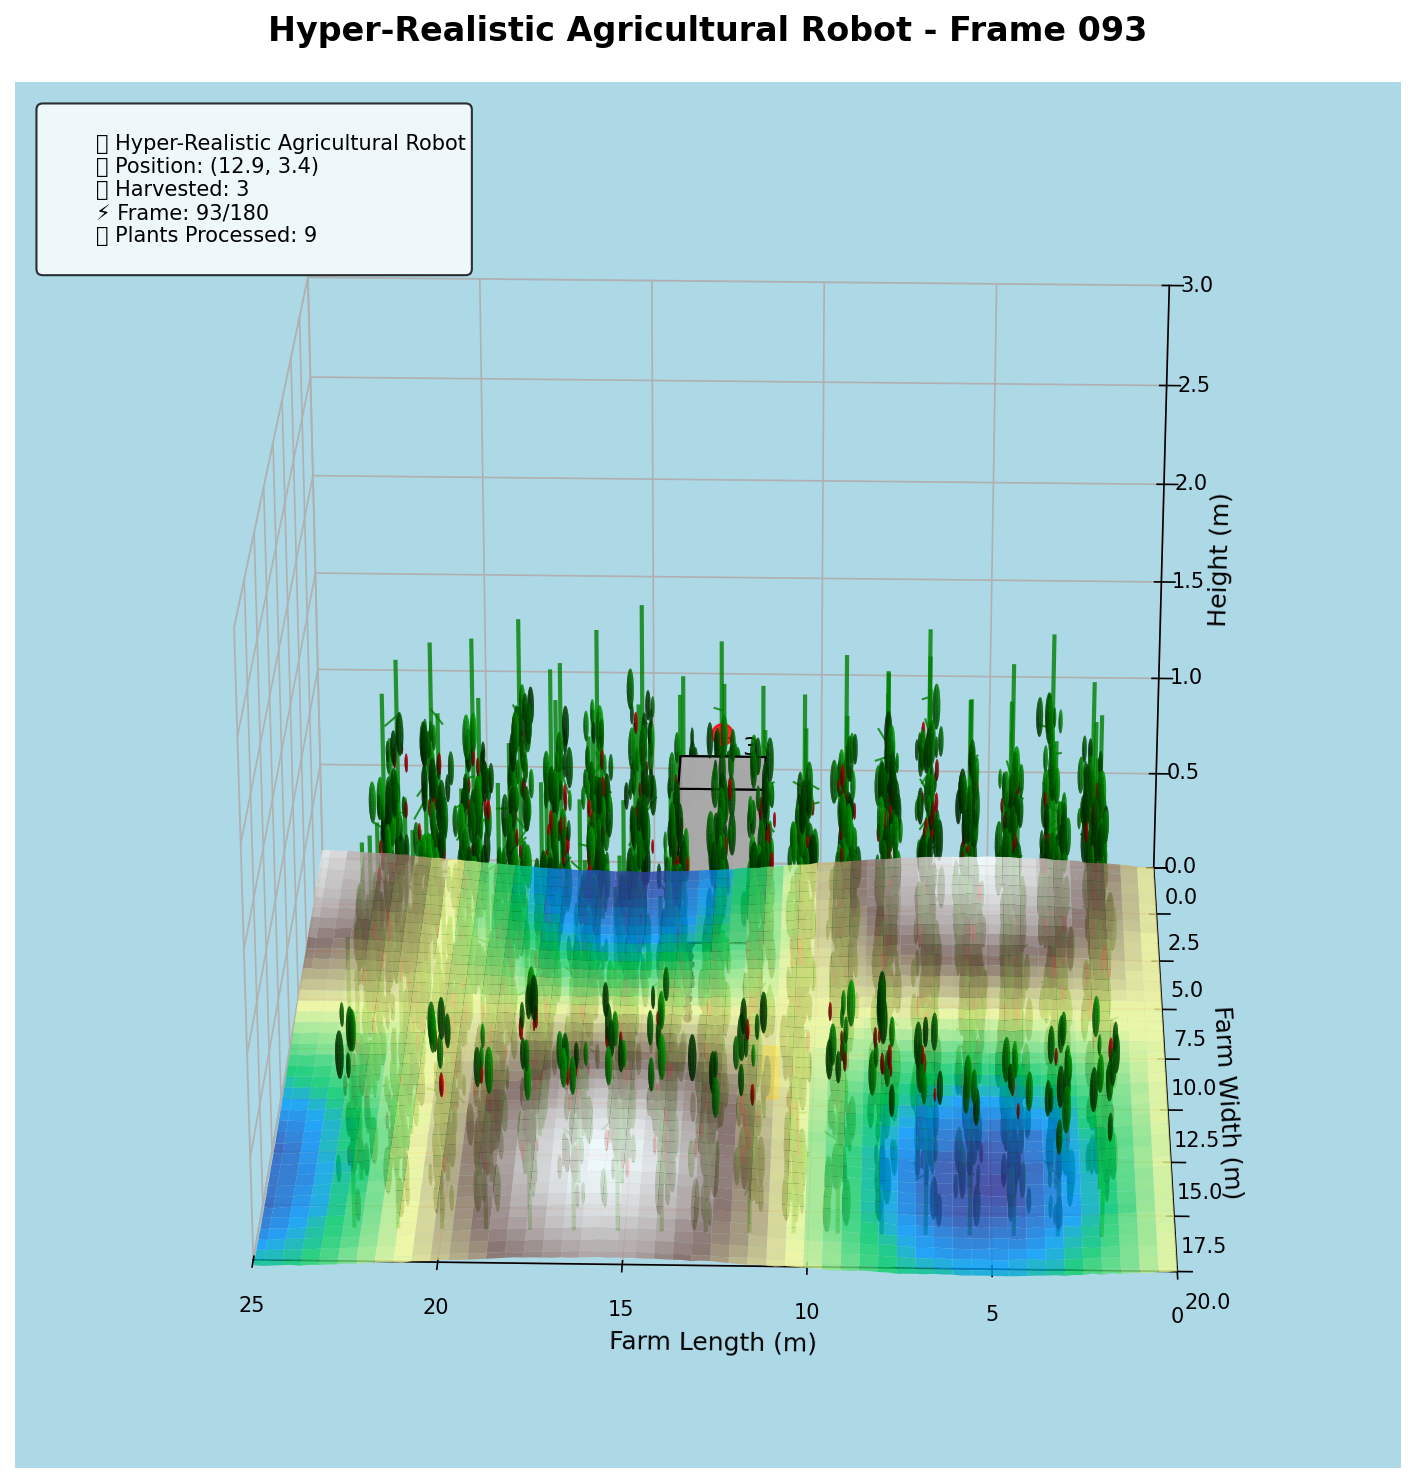 Hyper-Realistic Agricultural Robot - Frame 093
▯ Hyper-Realistic Agricultural Robot
▯ Position: (12.9, 3.4)
▯ Harvested: 3
⚡ Frame: 93/180
▯ Plants Processed: 9
3.0
2.5
2.0
1.5
1.0
0.5
0.0
Height (m)
3
0.0
2.5
5.0
7.5
10.0
12.5
15.0
17.5
20.0
Farm Width (m)
25
20
15
10
5
0
Farm Length (m)